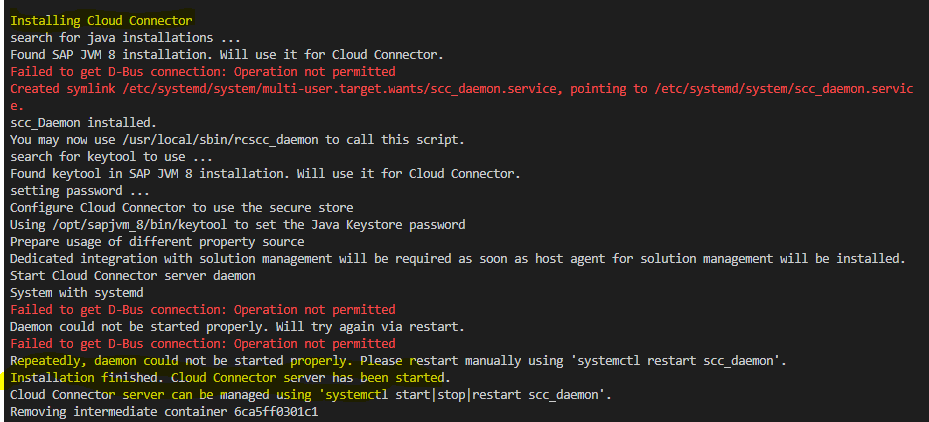 Installing Cloud Connector
search for java installations ...
Found SAP JVM 8 installation. Will use it for Cloud Connector.
Failed to get D-Bus connection: Operation not permitted
Created symlink /etc/systemd/system/multi-user.target.wants/scc_daemon.service, pointing to /etc/systemd/system/scc_daemon.servic
e.
scc_Daemon installed.
You may now use /usr/local/sbin/rcscc_daemon to call this script.
search for keytool to use ...
Found keytool in SAP JVM 8 installation. Will use it for Cloud Connector.
setting password ...
Configure Cloud Connector to use the secure store
Using /opt/sapjvm_8/bin/keytool to set the Java Keystore password
Prepare usage of different property source
Dedicated integration with solution management will be required as soon as host agent for solution management will be installed.
Start Cloud Connector server daemon
System with systemd
Failed to get D-Bus connection: Operation not permitted
Daemon could not be started properly. Will try again via restart.
Failed to get D-Bus connection: Operation not permitted
Repeatedly, daemon could not be started properly. Please restart manually using 'systemctl restart scc_daemon'.
Installation finished. Cloud Connector server has been started.
Cloud Connector server can be managed using 'systemctl start|stop|restart scc_daemon'.
Removing intermediate container 6ca5ff0301c1